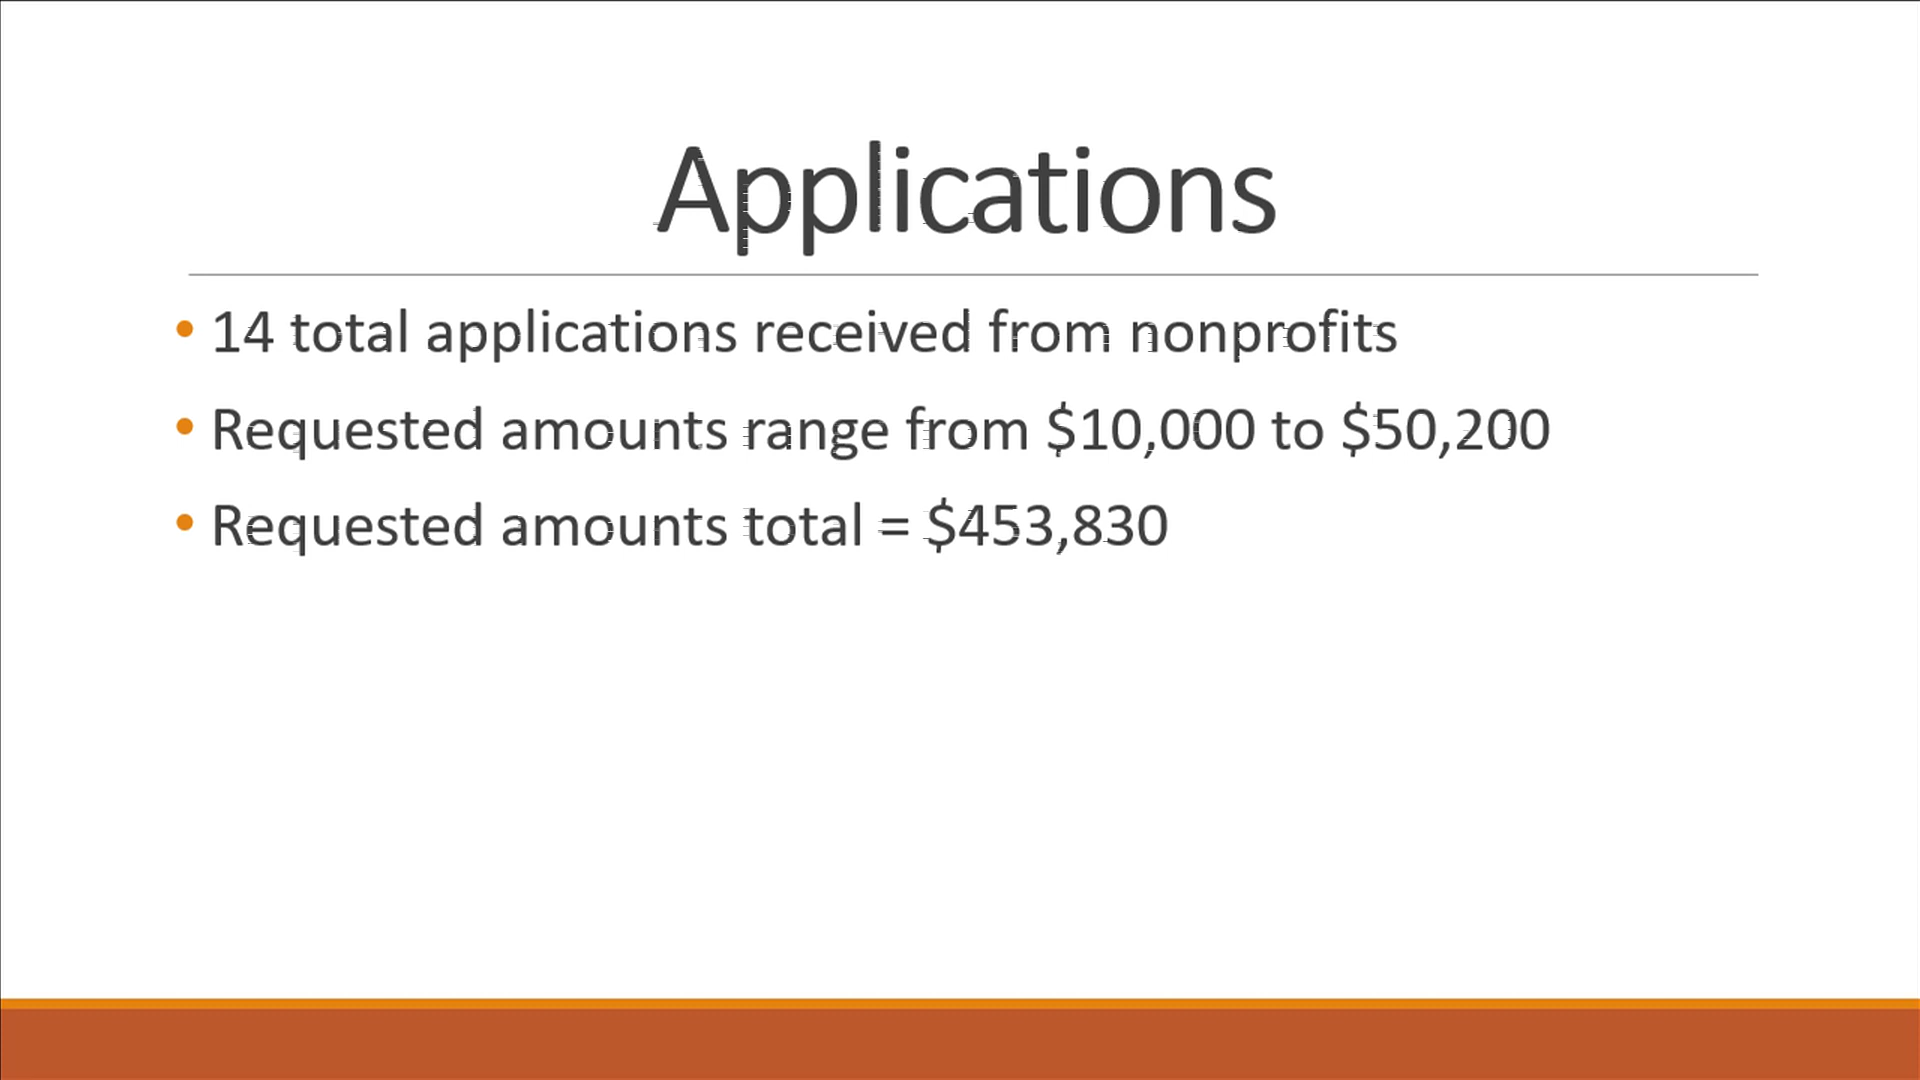 Applications
• 14 total applications received from nonprofits
• Requested amounts range from $10,000 to $50,200
• Requested amounts total = $453,830